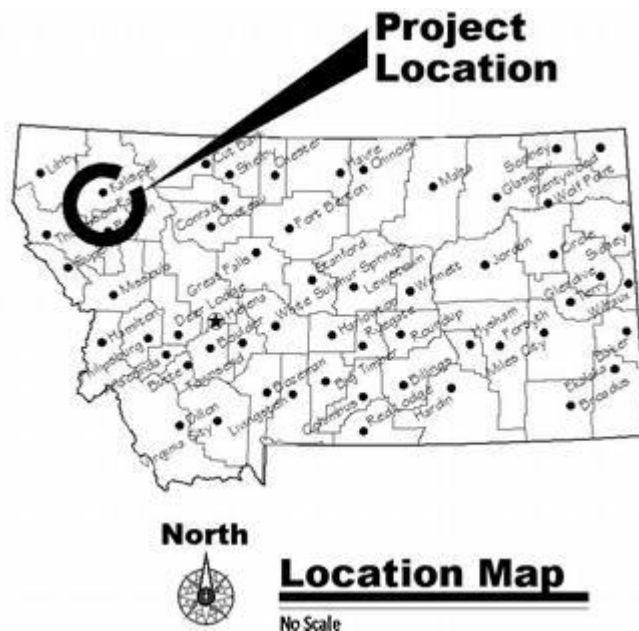 Project
Location
Libby
Kalispell
Cut Bank
Shelby
Chester
Havre
Chinook
Malta
Scobey
Glasgow
Plentywood
Wolf Point
Conrad
Choteau
Fort Benton
Missoula
Great Falls
Stanford
Lewistown
Winnett
Jordan
Circle
Sidney
Glendive
Terry
Wibaux
Hamilton
Deer Lodge
Helena
White Sulphur Springs
Boulder
Butte
Townsend
Ryegate
Roundup
Hysham
Forsyth
Miles City
Baker
Ekalaka
Broadus
Dillon
Virginia City
Livingston
Bozeman
Big Timber
Columbus
Red Lodge
Billings
Hardin
North
Location Map
No Scale